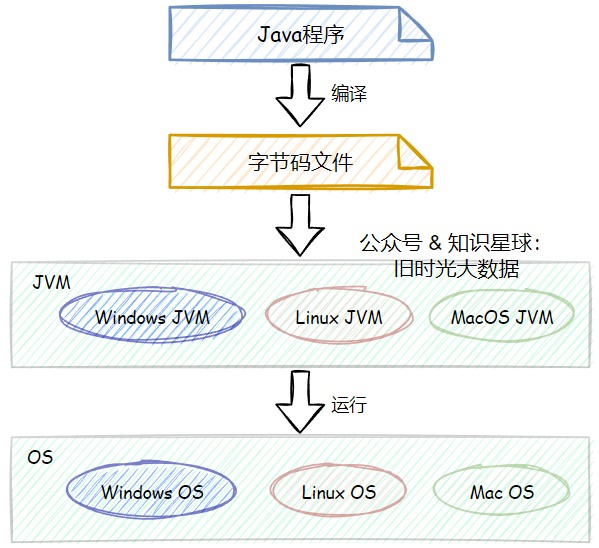 Java程序
编译
字节码文件
公众号 & 知识星球：
旧时光大数据
JVM
Windows JVM
Linux JVM
MacOS JVM
运行
OS
Windows OS
Linux OS
Mac OS